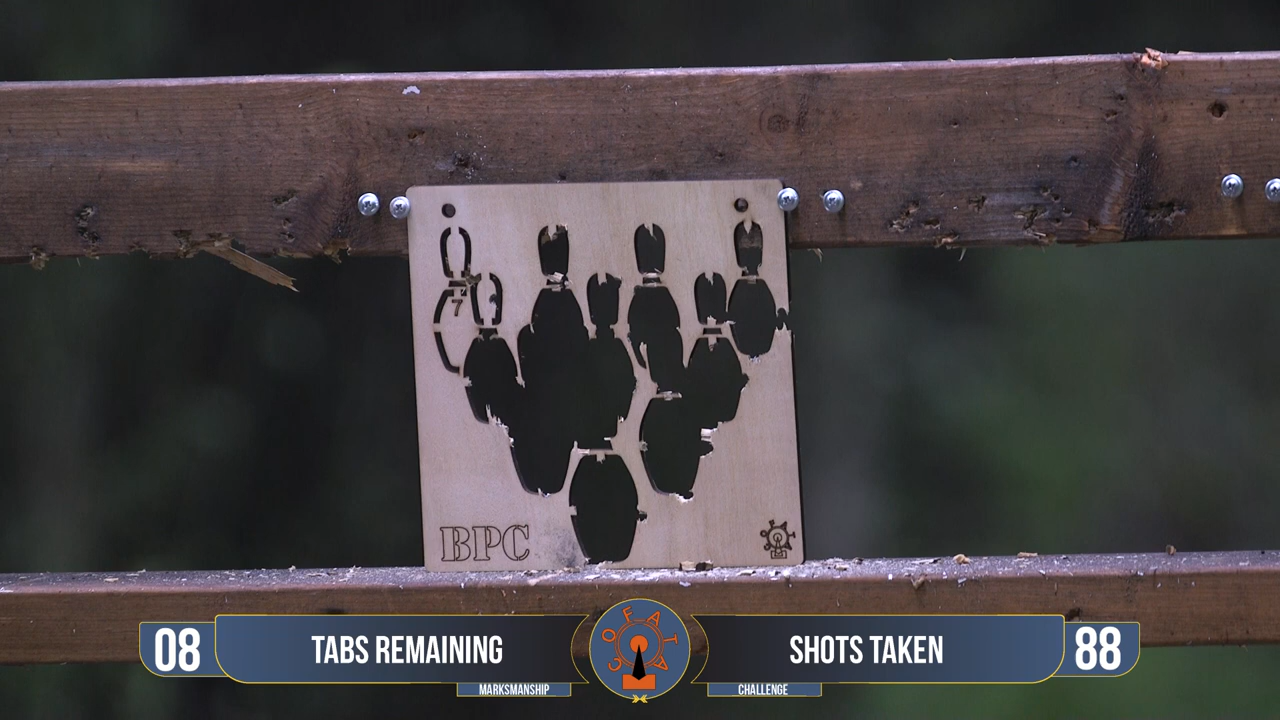 7
BPC
COFATA
08
TABS REMAINING
SHOTS TAKEN
88
MARKSMANSHIP
CHALLENGE